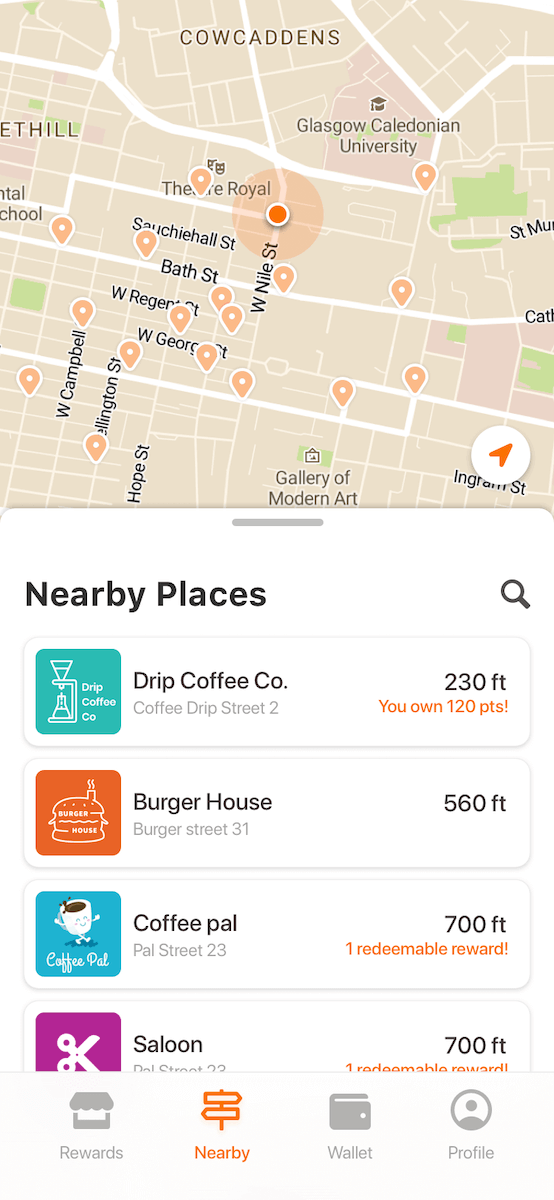 COWCADDENS
Glasgow Caledonian
University
ETHILL
ntal
chool
Theatre Royal
St Mun
Sauchiehall St
Bath St
W Nile St
W Regent St
W George St
Cath
W Campbell
ellington St
Hope St
Gallery of
Modern Art
Ingram St
Nearby Places
Drip
Coffee
Co
Drip Coffee Co.
230 ft
Coffee Drip Street 2
You own 120 pts!
BURGER
HOUSE
Burger House
560 ft
Burger street 31
Coffee Pal
Coffee pal
700 ft
Pal Street 23
1 redeemable reward!
Saloon
700 ft
Pal Street 23
1 redeemable reward!
Rewards
Nearby
Wallet
Profile